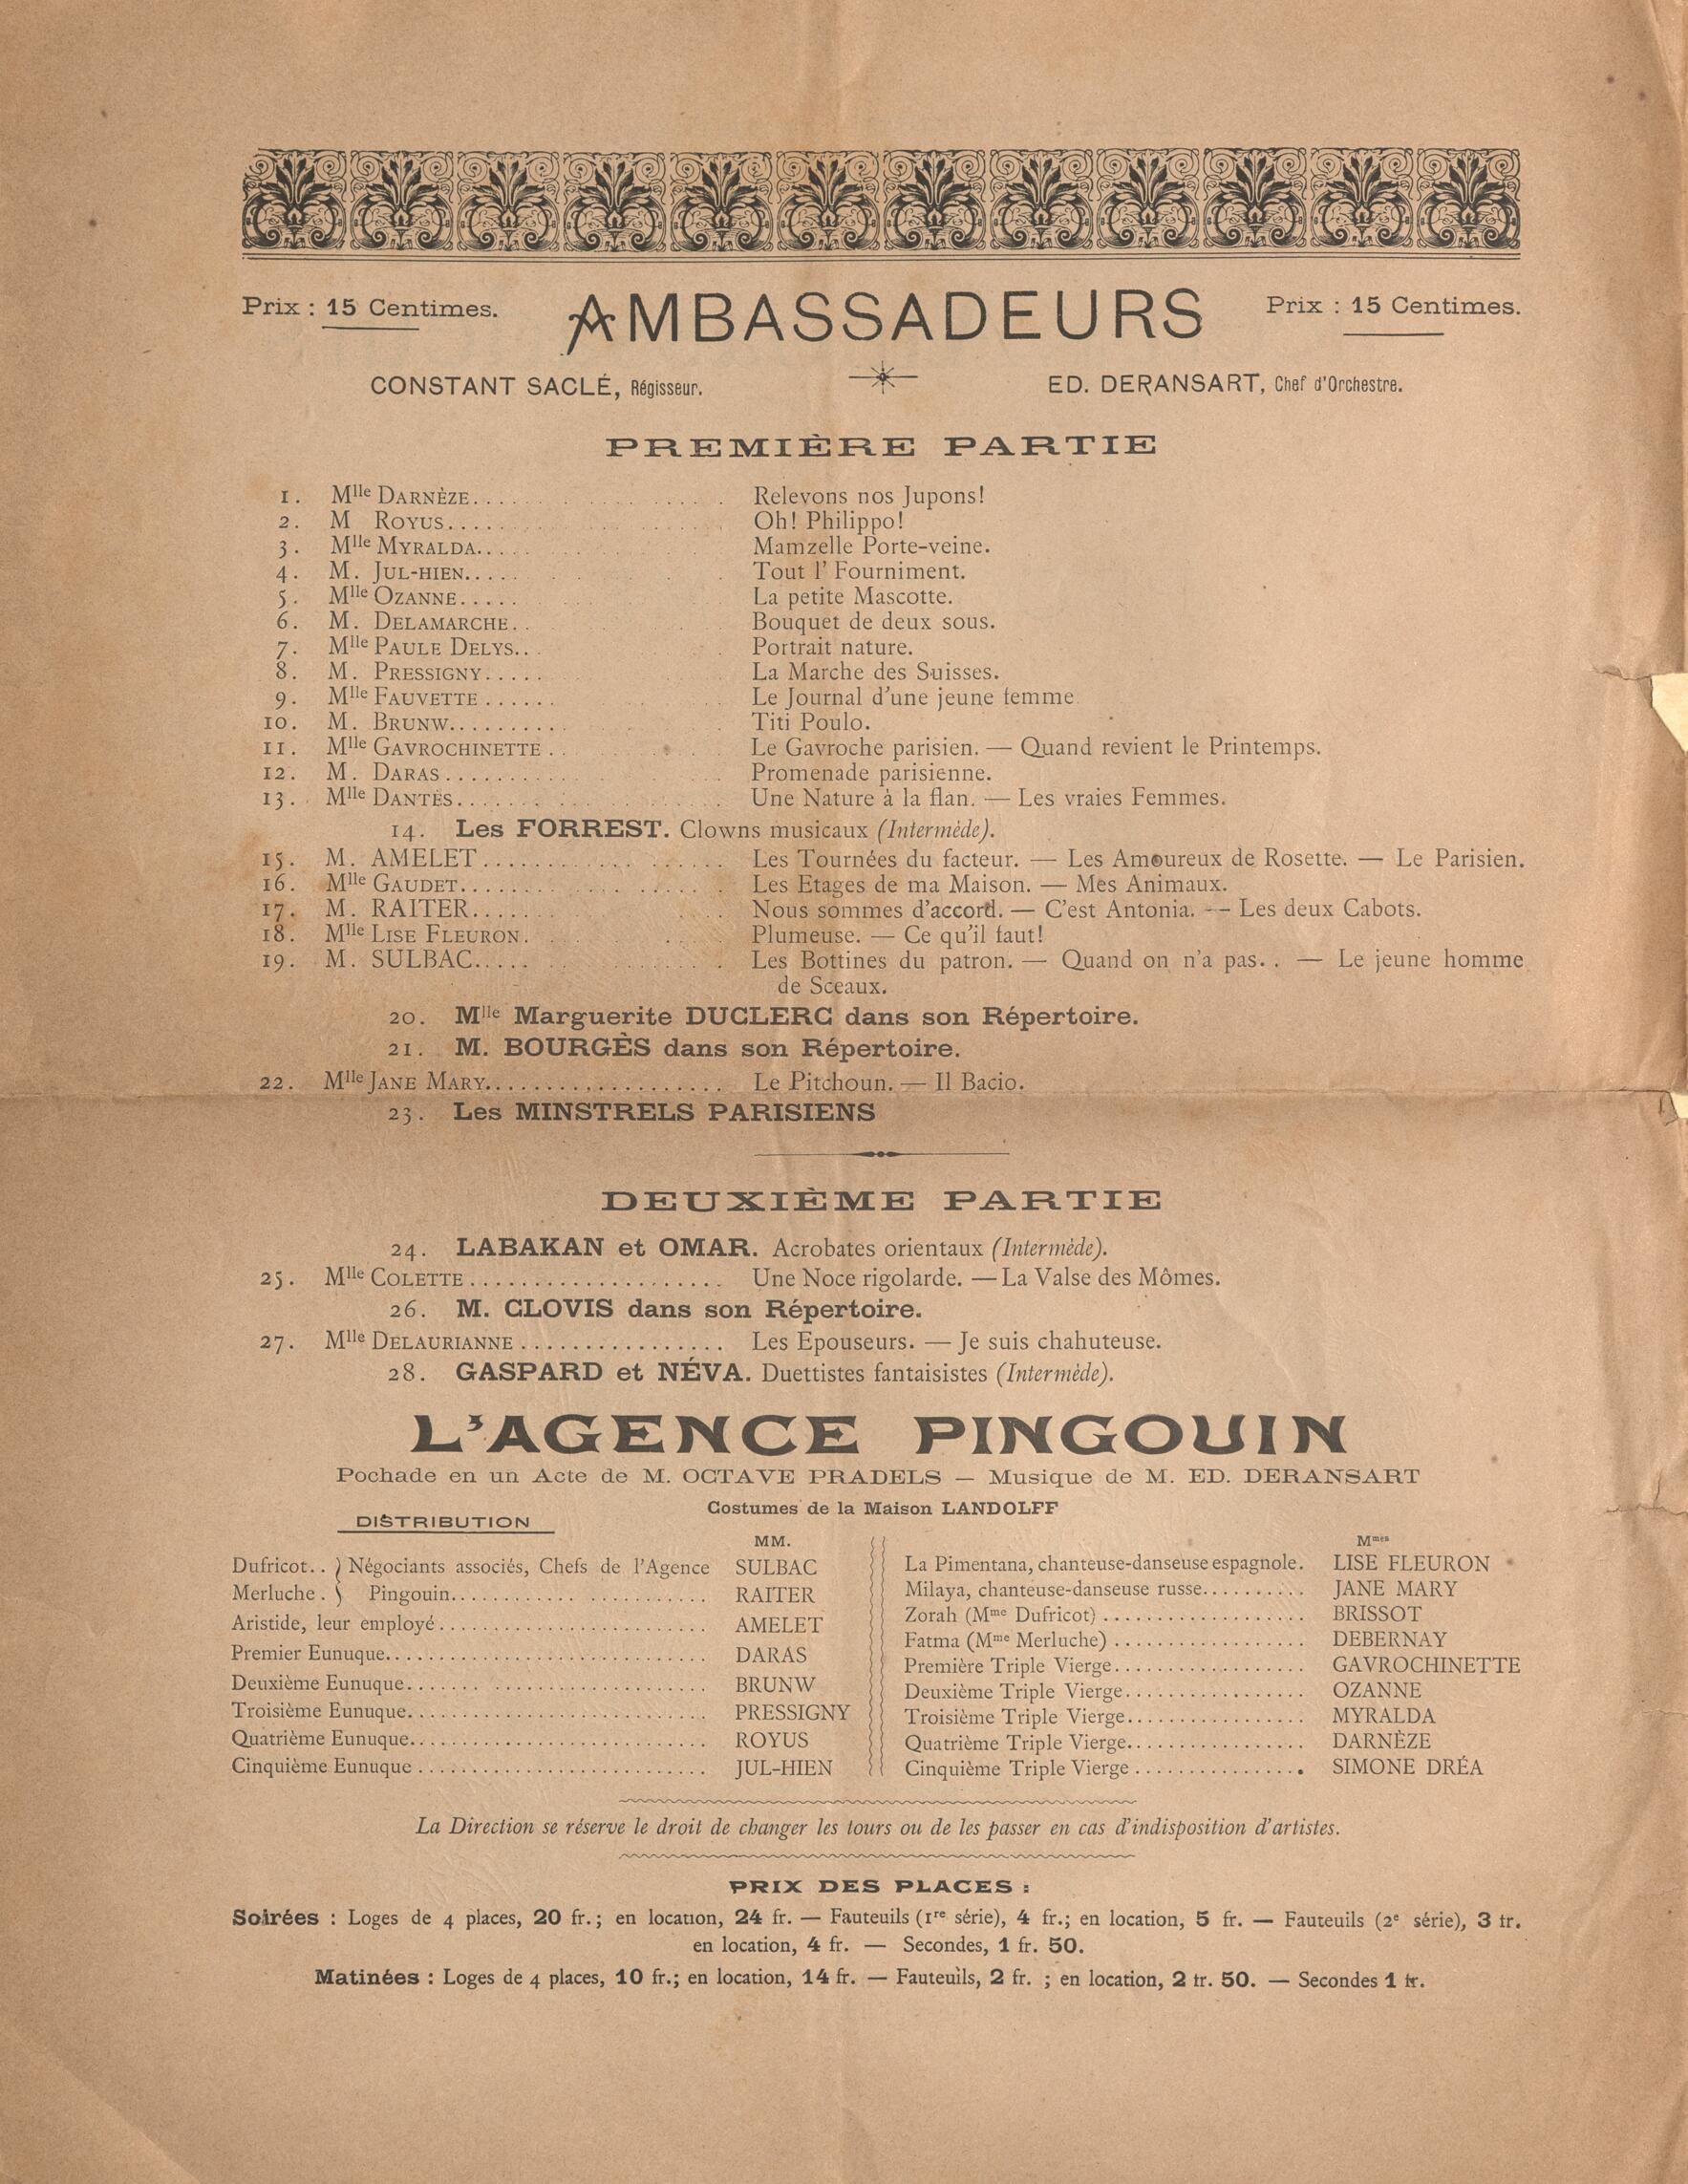 Prix : 15 Centimes.
AMBASSADEURS
Prix : 15 Centimes.
CONSTANT SACLÉ, Régisseur.
ED. DERANSART, Chef d'Orchestre.
PREMIÈRE PARTIE
1. Mlle DARNÈZE.................... Relevons nos Jupons!
2. M ROYUS.................... Oh! Philippo!
3. Mlle MYRALDA.................... Mamzelle Porte-veine.
4. M. JUL-HIEN.................... Tout l' Fourniment.
5. Mlle OZANNE.................... La petite Mascotte.
6. M. DELAMARCHE.................... Bouquet de deux sous.
7. Mlle PAULE DELYS.................... Portrait nature.
8. M. PRESSIGNY.................... La Marche des Suisses.
9. Mlle FAUVETTE.................... Le Journal d'une jeune femme
10. M. BRUNW.................... Titi Poulo.
11. Mlle GAVROCHINETTE.................... Le Gavroche parisien. — Quand revient le Printemps.
12. M. DARAS.................... Promenade parisienne.
13. Mlle DANTÈS.................... Une Nature à la flan. — Les vraies Femmes.
14. Les FORREST. Clowns musicaux (Intermède).
15. M. AMELET.................... Les Tournées du facteur. — Les Amoureux de Rosette. — Le Parisien.
16. Mlle GAUDET.................... Les Etages de ma Maison. — Mes Animaux.
17. M. RAITER.................... Nous sommes d'accord. — C'est Antonia. — Les deux Cabots.
18. Mlle LISE FLEURON.................... Plumeuse. — Ce qu'il faut!
19. M. SULBAC.................... Les Bottines du patron. — Quand on n'a pas.. — Le jeune homme
de Sceaux.
20. Mlle Marguerite DUCLERC dans son Répertoire.
21. M. BOURGÈS dans son Répertoire.
22. Mlle JANE MARY.................... Le Pitchoun. — Il Bacio.
23. Les MINSTRELS PARISIENS
DEUXIÈME PARTIE
24. LABAKAN et OMAR. Acrobates orientaux (Intermède).
25. Mlle COLETTE.................... Une Noce rigolarde. — La Valse des Mômes.
26. M. CLOVIS dans son Répertoire.
27. Mlle DELAURIANNE.................... Les Epouseurs. — Je suis chahuteuse.
28. GASPARD et NÉVA. Duettistes fantaisistes (Intermède).
L'AGENCE PINGOUIN
Pochade en un Acte de M. OCTAVE PRADELS — Musique de M. ED. DERANSART
Costumes de la Maison LANDOLFF
DISTRIBUTION
MM.
Dufricot.. } Négociants associés, Chefs de l'Agence SULBAC
Merluche. } Pingouin.................... RAITER
Aristide, leur employé.................... AMELET
Premier Eunuque.................... DARAS
Deuxième Eunuque.................... BRUNW
Troisième Eunuque.................... PRESSIGNY
Quatrième Eunuque.................... ROYUS
Cinquième Eunuque.................... JUL-HIEN
Mmes
La Pimentana, chanteuse-danseuse espagnole. LISE FLEURON
Milaya, chanteuse-danseuse russe.......... JANE MARY
Zorah (Mme Dufricot).................... BRISSOT
Fatma (Mme Merluche).................... DEBERNAY
Première Triple Vierge.................... GAVROCHINETTE
Deuxième Triple Vierge.................... OZANNE
Troisième Triple Vierge.................... MYRALDA
Quatrième Triple Vierge.................... DARNÈZE
Cinquième Triple Vierge.................... SIMONE DRÉA
La Direction se réserve le droit de changer les tours ou de les passer en cas d'indisposition d'artistes.
PRIX DES PLACES :
Soirées : Loges de 4 places, 20 fr.; en location, 24 fr. — Fauteuils (1re série), 4 fr.; en location, 5 fr. — Fauteuils (2e série), 3 fr.
en location, 4 fr. — Secondes, 1 fr. 50.
Matinées : Loges de 4 places, 10 fr.; en location, 14 fr. — Fauteuils, 2 fr. ; en location, 2 fr. 50. — Secondes 1 fr.